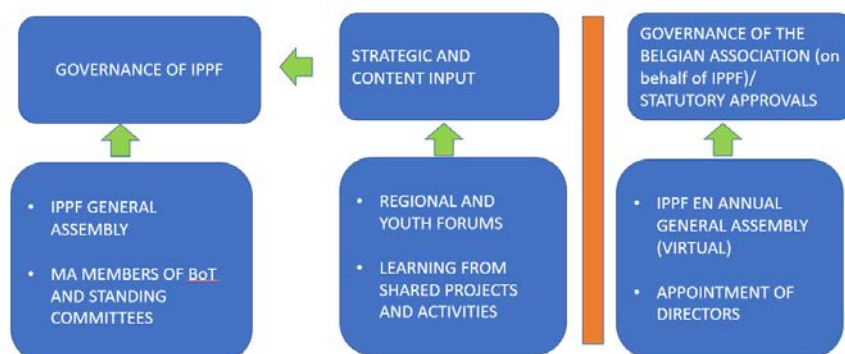 GOVERNANCE OF IPPF
STRATEGIC AND
CONTENT INPUT
GOVERNANCE OF THE
BELGIAN ASSOCIATION (on
behalf of IPPF)/
STATUTORY APPROVALS
• IPPF GENERAL
ASSEMBLY
• MA MEMBERS OF BoT
AND STANDING
COMMITTEES
• REGIONAL AND
YOUTH FORUMS
• LEARNING FROM
SHARED PROJECTS
AND ACTIVITIES
• IPPF EN ANNUAL
GENERAL ASSEMBLY
(VIRTUAL)
• APPOINTMENT OF
DIRECTORS